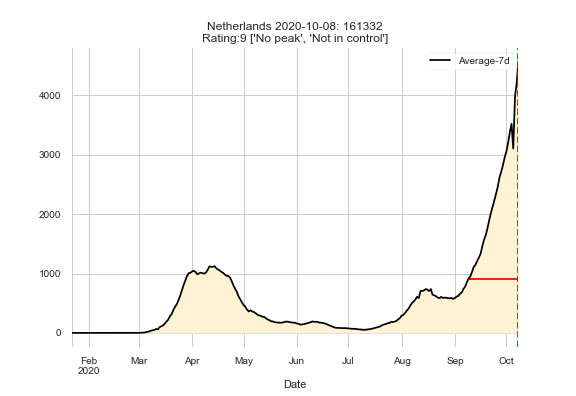 Netherlands 2020-10-08: 161332
Rating:9 ['No peak', 'Not in control']
Average-7d
4000
3000
2000
1000
0
Feb Mar Apr May Jun Jul Aug Sep Oct
2020
Date